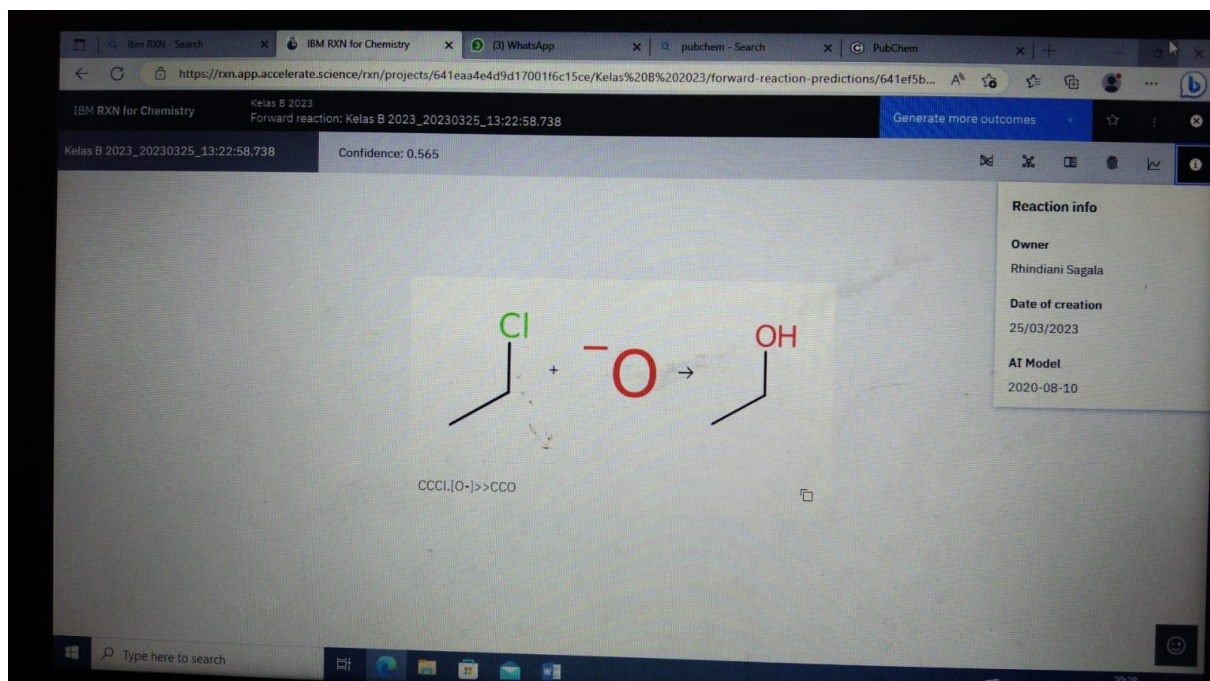 Ibm RXN - Search
IBM RXN for Chemistry
(3) WhatsApp
pubchem - Search
PubChem
https://rxn.app.accelerate.science/rxn/projects/641eaa4e4d9d17001f6c15ce/Kelas%20B%202023/forward-reaction-predictions/641ef5b...
IBM RXN for Chemistry
Kelas B 2023
Forward reaction: Kelas B 2023_20230325_13:22:58.738
Generate more outcomes +
Kelas B 2023_20230325_13:22:58.738
Confidence: 0.565
Reaction info
Owner
Rhindiani Sagala
Date of creation
25/03/2023
AI Model
2020-08-10
Cl
+
−O
→
OH
CCCl.[O-]>>CCO
Type here to search